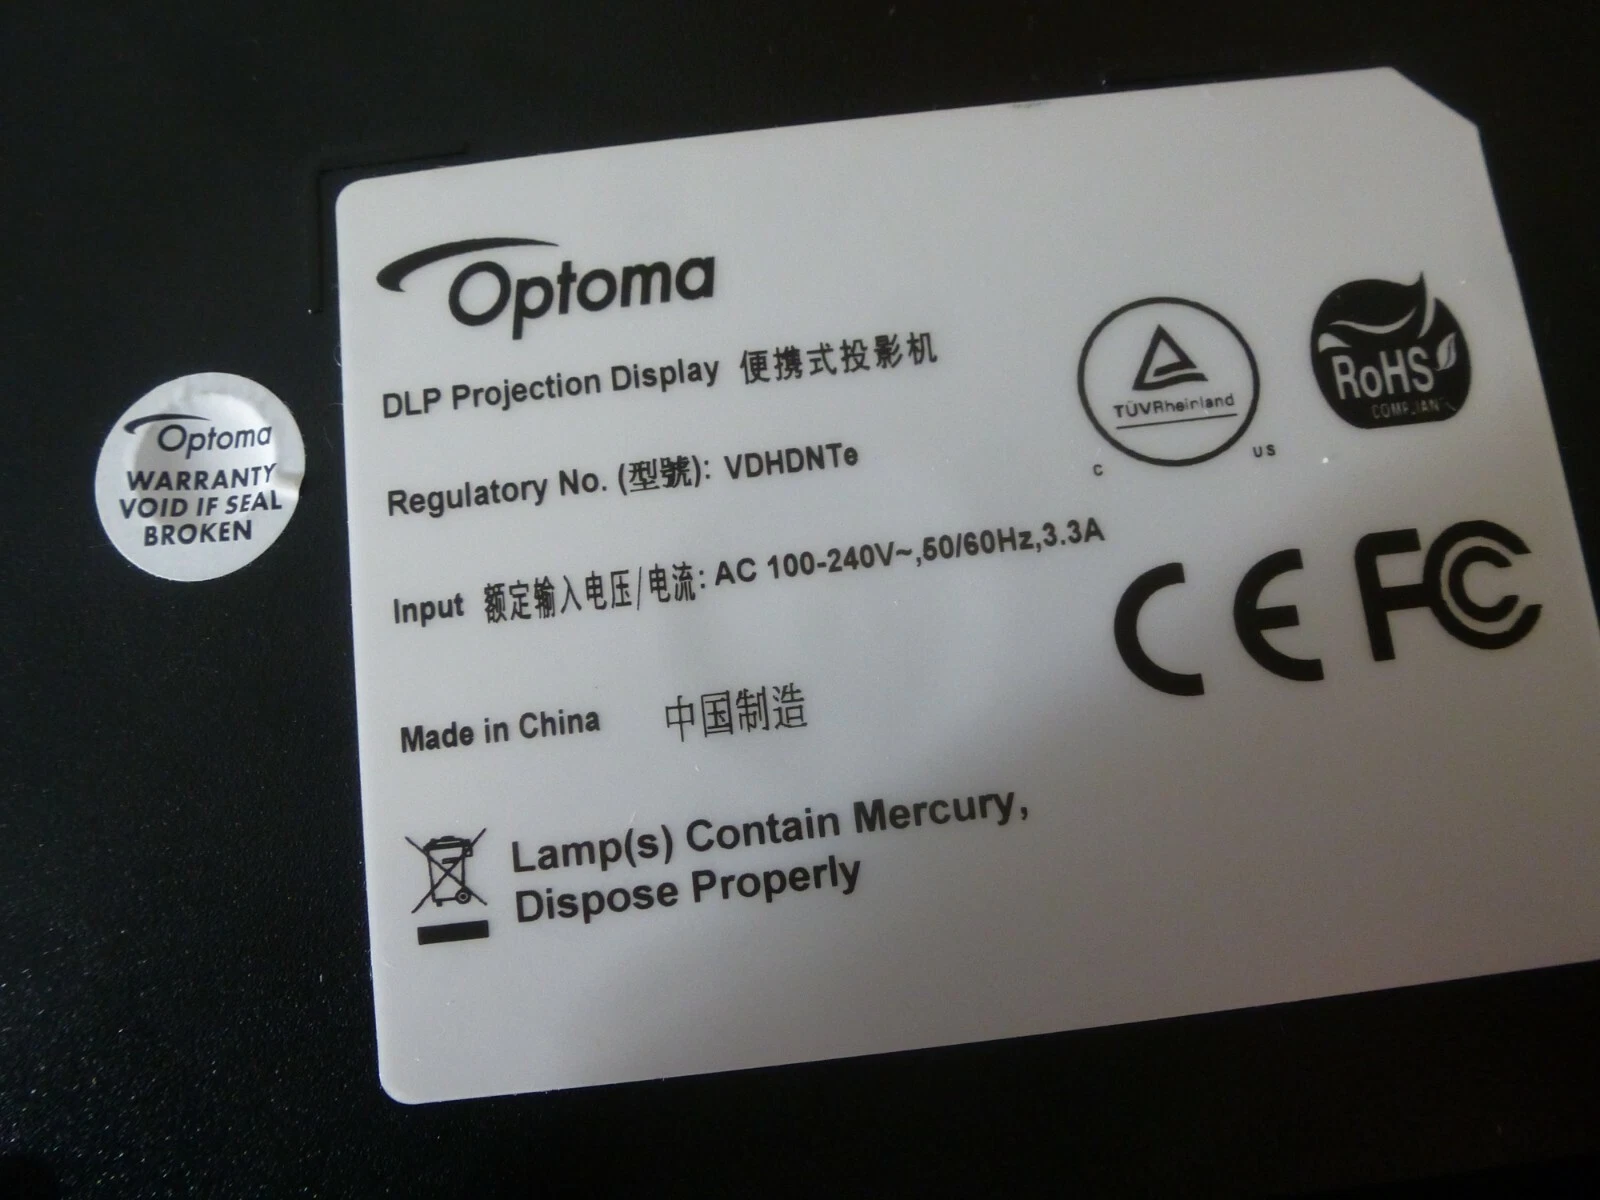 Optoma
DLP Projection Display 便携式投影机
Regulatory No. (型號): VDHDNTe
Input 额定输入电压/电流: AC 100-240V~,50/60Hz,3.3A
Made in China 中国制造
Lamp(s) Contain Mercury,
Dispose Properly
TÜVRheinland
C US
RoHS
COMPLIANT
CE FC
Optoma
WARRANTY
VOID IF SEAL
BROKEN